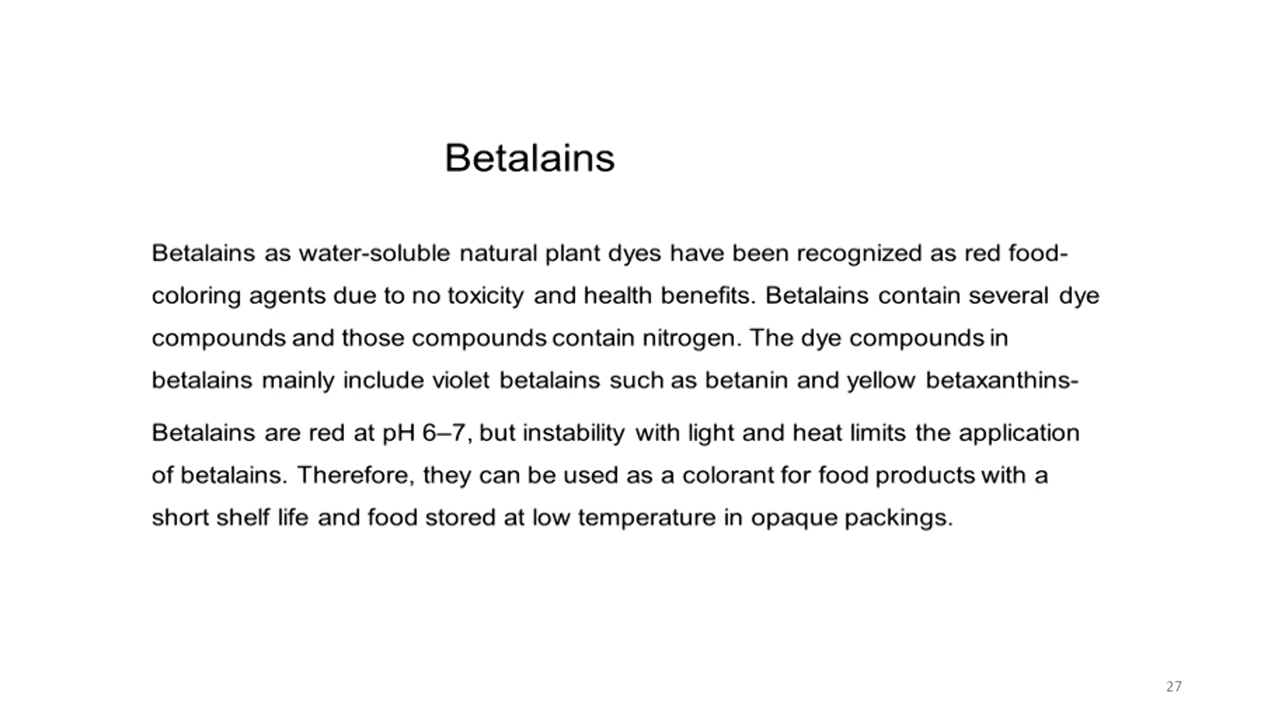 Betalains
Betalains as water-soluble natural plant dyes have been recognized as red food-
coloring agents due to no toxicity and health benefits. Betalains contain several dye
compounds and those compounds contain nitrogen. The dye compounds in
betalains mainly include violet betalains such as betanin and yellow betaxanthins-
Betalains are red at pH 6–7, but instability with light and heat limits the application
of betalains. Therefore, they can be used as a colorant for food products with a
short shelf life and food stored at low temperature in opaque packings.
27